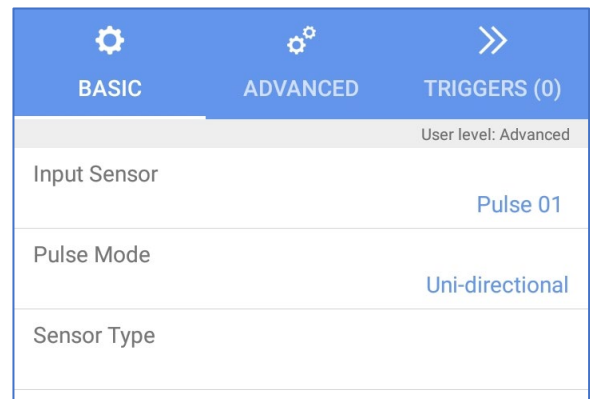 BASIC ADVANCED TRIGGERS (0)
User level: Advanced
Input Sensor
Pulse 01
Pulse Mode
Uni-directional
Sensor Type